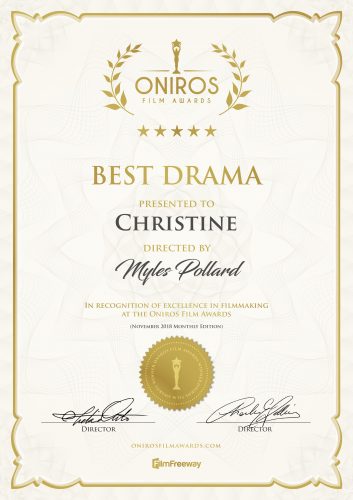 ONIROS
FILM AWARDS
BEST DRAMA
PRESENTED TO
CHRISTINE
DIRECTED BY
Myles Pollard
IN RECOGNITION OF EXCELLENCE IN FILMMAKING
AT THE ONIROS FILM AWARDS
(NOVEMBER 2018 MONTHLY EDITION)
DIRECTOR
DIRECTOR
ONIROSFILMAWARDS.COM
FilmFreeway